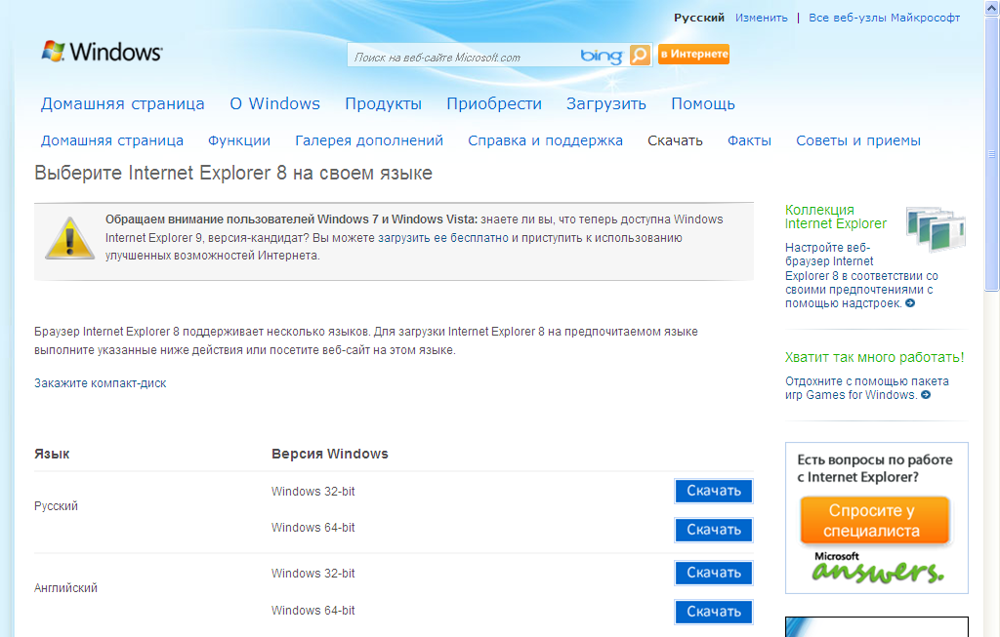 Русский Изменить | Все веб-узлы Майкрософт
Windows
Поиск на веб-сайте Microsoft.com bing в Интернете
Домашняя страница О Windows Продукты Приобрести Загрузить Помощь
Домашняя страница Функции Галерея дополнений Справка и поддержка Скачать Факты Советы и приемы
Выберите Internet Explorer 8 на своем языке
Обращаем внимание пользователей Windows 7 и Windows Vista: знаете ли вы, что теперь доступна Windows
Internet Explorer 9, версия-кандидат? Вы можете загрузить ее бесплатно и приступить к использованию
улучшенных возможностей Интернета.
Браузер Internet Explorer 8 поддерживает несколько языков. Для загрузки Internet Explorer 8 на предпочитаемом языке
выполните указанные ниже действия или посетите веб-сайт на этом языке.
Закажите компакт-диск
Язык Версия Windows
Русский
Windows 32-bit Скачать
Windows 64-bit Скачать
Английский
Windows 32-bit Скачать
Windows 64-bit Скачать
Коллекция
Internet Explorer
Настройте веб-
браузер Internet
Explorer 8 в соответствии со
своими предпочтениями с
помощью надстроек.
Хватит так много работать!
Отдохните с помощью пакета
игр Games for Windows.
Есть вопросы по работе
с Internet Explorer?
Спросите у
специалиста
Microsoft
answers.